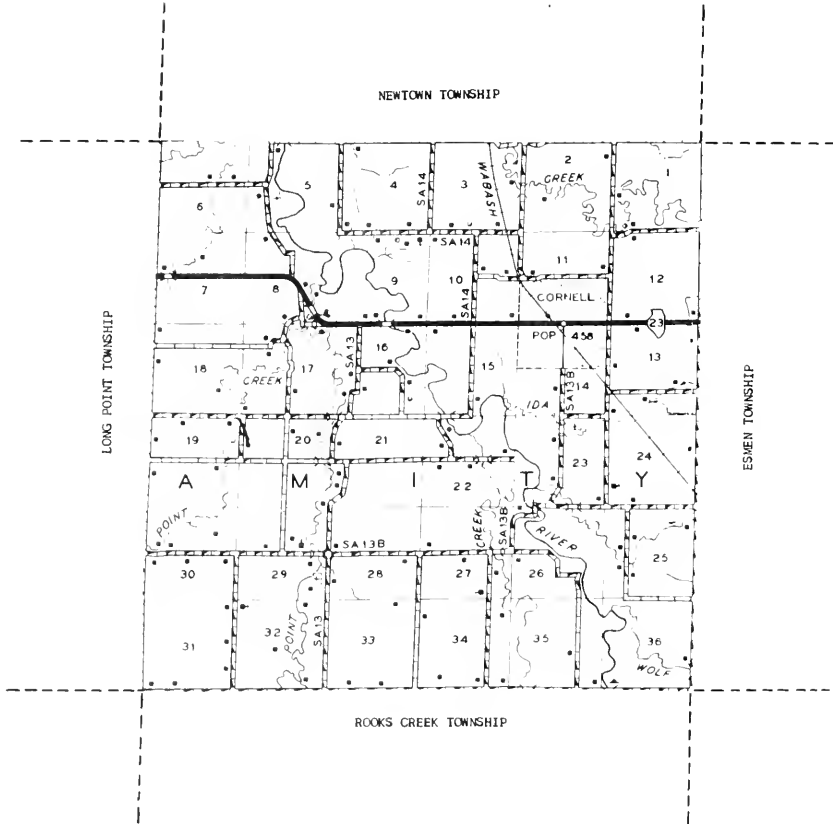 NEWTOWN TOWNSHIP
5
4
SA14
3
WABASH
2
CREEK
1
6
SA14
7
8
9
10
SA14
11
12
CORNELL
23
POP 458
LONG POINT TOWNSHIP
ESMEN TOWNSHIP
18
CREEK
17
SA13
16
15
IDA
SA13B
14
13
19
20
21
23
24
A M I T Y
22
POINT
CREEK
SA13B
RIVER
SA13B
25
30
29
28
27
26
31
32
POINT
SA13
33
34
35
36
WOLF
ROOKS CREEK TOWNSHIP